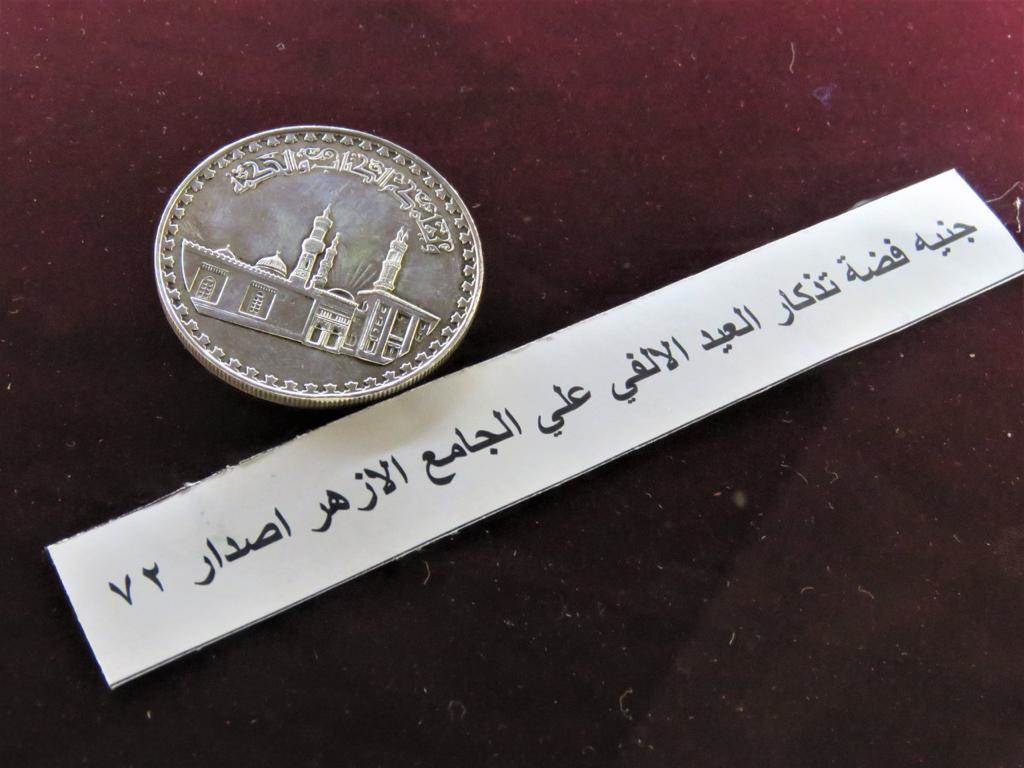 جنيه فضة تذكار العيد الالفي علي الجامع الازهر اصدار ٧٢